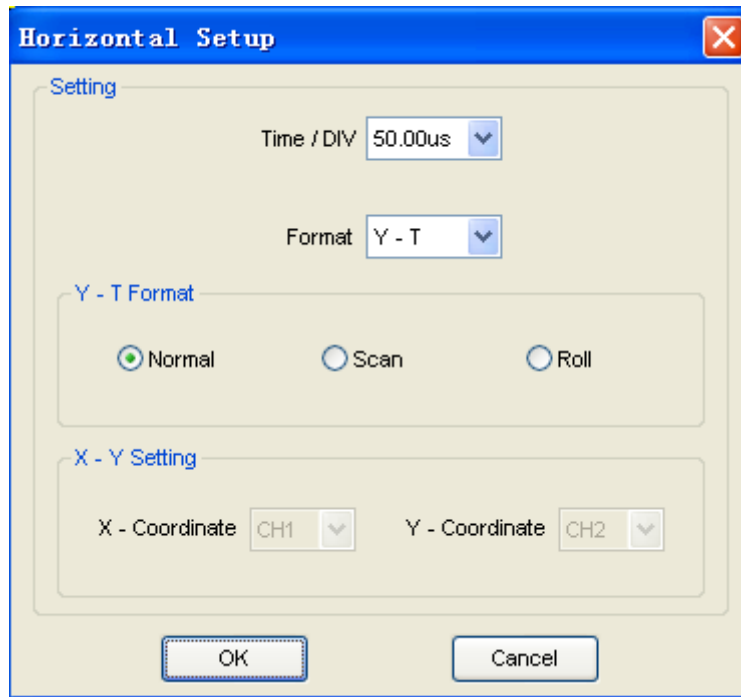 Horizontal Setup
Setting
Time / DIV 50.00us
Format Y - T
Y - T Format
Normal Scan Roll
X - Y Setting
X - Coordinate CH1 Y - Coordinate CH2
OK Cancel